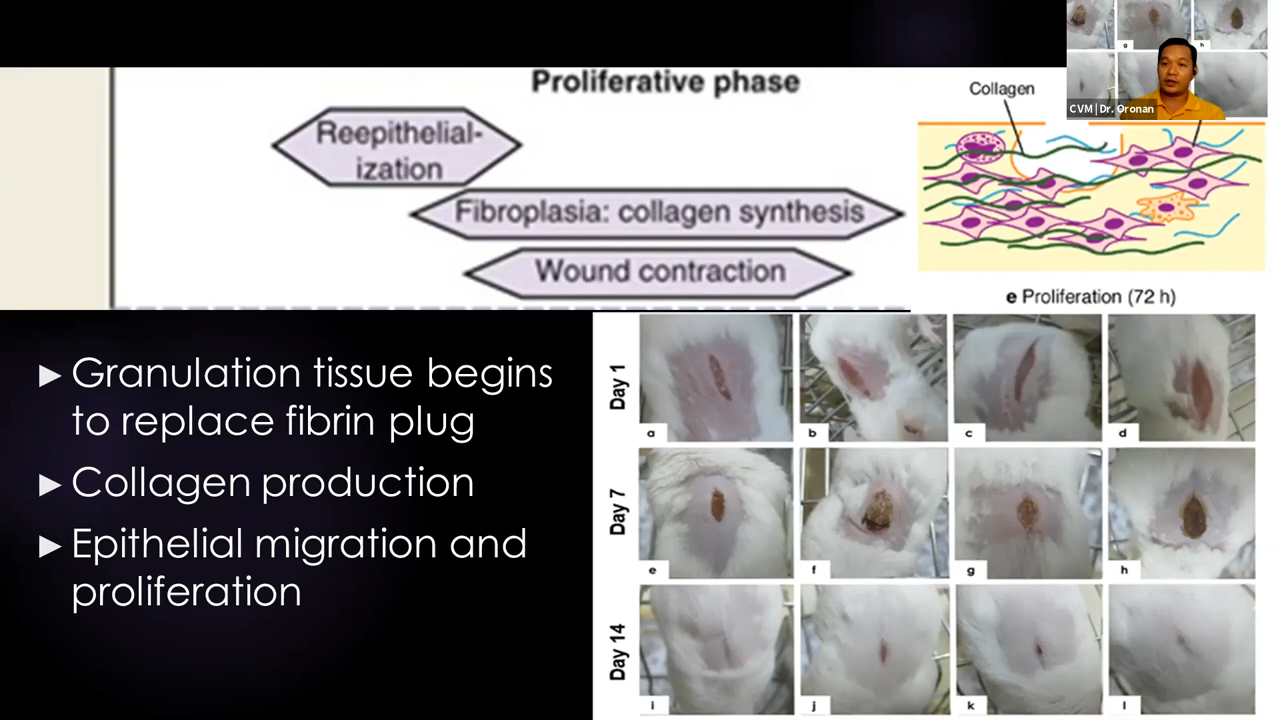 Proliferative phase
Reepithelial-
ization
Fibroplasia: collagen synthesis
Wound contraction
Collagen
g
h
CVM | Dr. Oronan
e Proliferation (72 h)
► Granulation tissue begins
to replace fibrin plug
► Collagen production
► Epithelial migration and
proliferation
Day 1
a
b
c
d
Day 7
e
f
g
h
Day 14
i
j
k
l